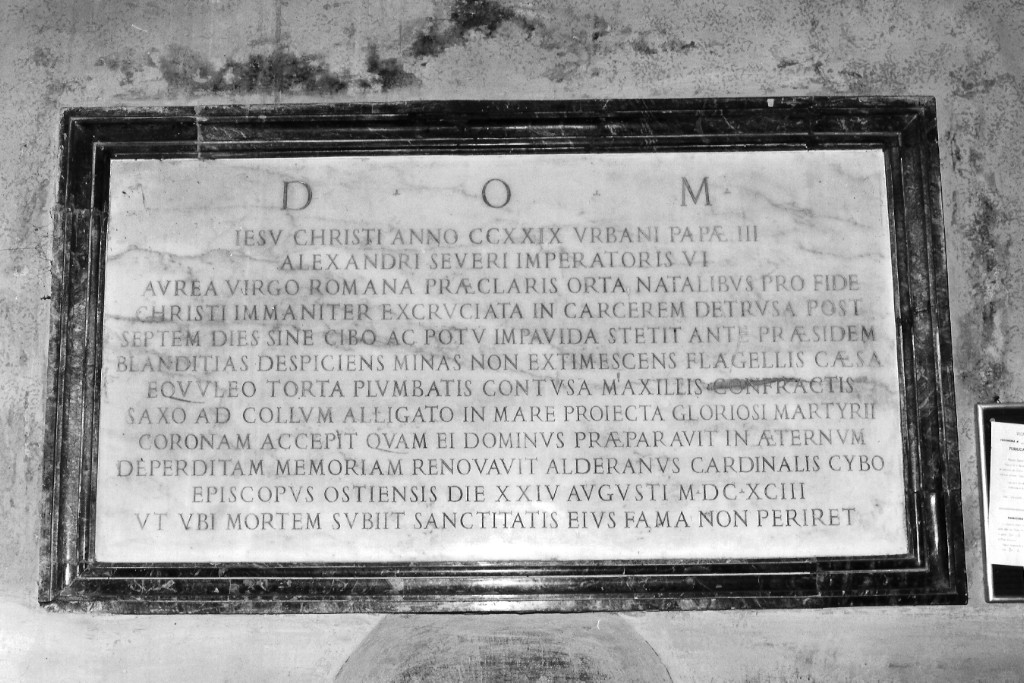 D · O · M
IESV CHRISTI ANNO CCXXIX VRBANI PAPÆ III
ALEXANDRI SEVERI IMPERATORIS VI
AVREA VIRGO ROMANA PRÆCLARIS ORTA NATALIBVS PRO FIDE
CHRISTI IMMANITER EXCRVCIATA IN CARCEREM DETRVSA POST
SEPTEM DIES SINE CIBO AC POTV IMPAVIDA STETIT ANTE PRÆSIDEM
BLANDITIAS DESPICIENS MINAS NON EXTIMESCENS FLAGELLIS CÆSA
EQVVLEO TORTA PLVMBATIS CONTVSA MAXILLIS CONFRACTIS
SAXO AD COLLVM ALLIGATO IN MARE PROIECTA GLORIOSI MARTYRII
CORONAM ACCEPIT QVAM EI DOMINVS PRÆPARAVIT IN ÆTERNVM
DEPERDITAM MEMORIAM RENOVAVIT ALDERANVS CARDINALIS CYBO
EPISCOPVS OSTIENSIS DIE XXIV AVGVSTI M·DC·XCIII
VT VBI MORTEM SVBIIT SANCTITATIS EIVS FAMA NON PERIRET